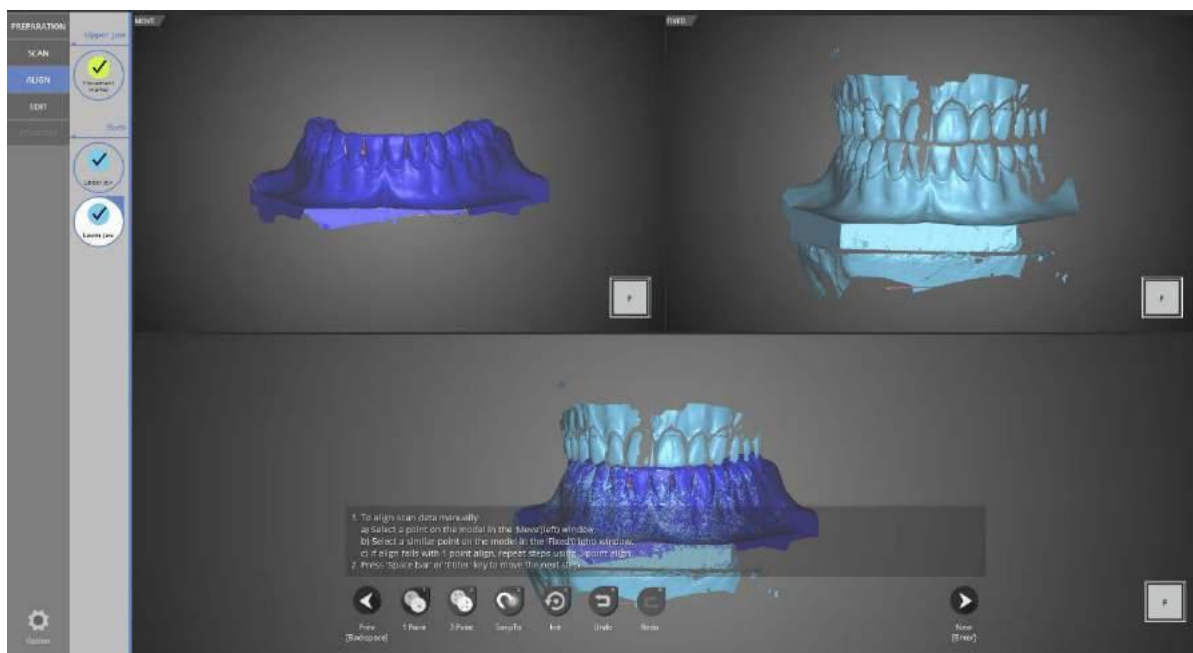 PREPARATION
SCAN
ALIGN
EDIT
Option
Upper Jaw
Both
Lower Jaw
MOVE
FIXED
F
F
1. To align scan data manually:
a) Select a point on the model in the 'Move'(left) window.
b) Select a similar point on the model in the 'Fixed'(right) window.
c) If align fails with 1 point align, repeat steps using 3-point align.
2. Press 'Space bar' or 'Enter' key to move the next step.
Prev
[Backspace]
1 Point
3-Point
Undo
Redo
Next
[Enter]
F